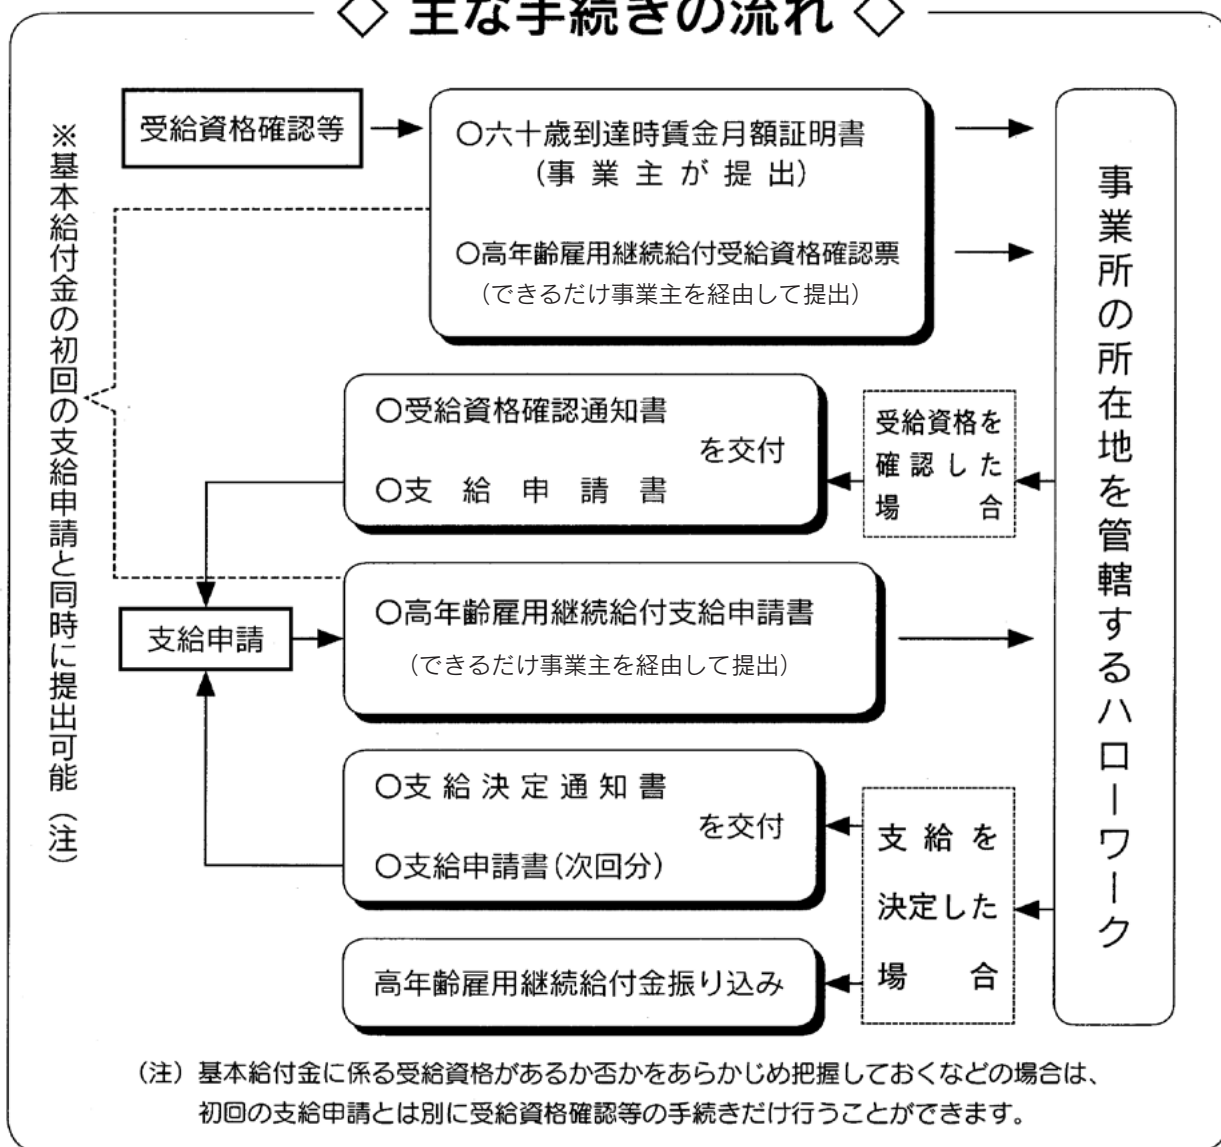 ◇ 主な手続きの流れ ◇
受給資格確認等
○六十歳到達時賃金月額証明書
(事業主が提出)
○高年齢雇用継続給付受給資格確認票
(できるだけ事業主を経由して提出)
※基本給付金の初回の支給申請と同時に提出可能(注)
事業所の所在地を管轄するハローワーク
○受給資格確認通知書
を交付
○支給申請書
受給資格を
確認した
場合
支給申請
○高年齢雇用継続給付支給申請書
(できるだけ事業主を経由して提出)
○支給決定通知書
を交付
○支給申請書(次回分)
支給を
決定した
場合
高年齢雇用継続給付金振り込み
(注) 基本給付金に係る受給資格があるか否かをあらかじめ把握しておくなどの場合は、
初回の支給申請とは別に受給資格確認等の手続きだけ行うことができます。